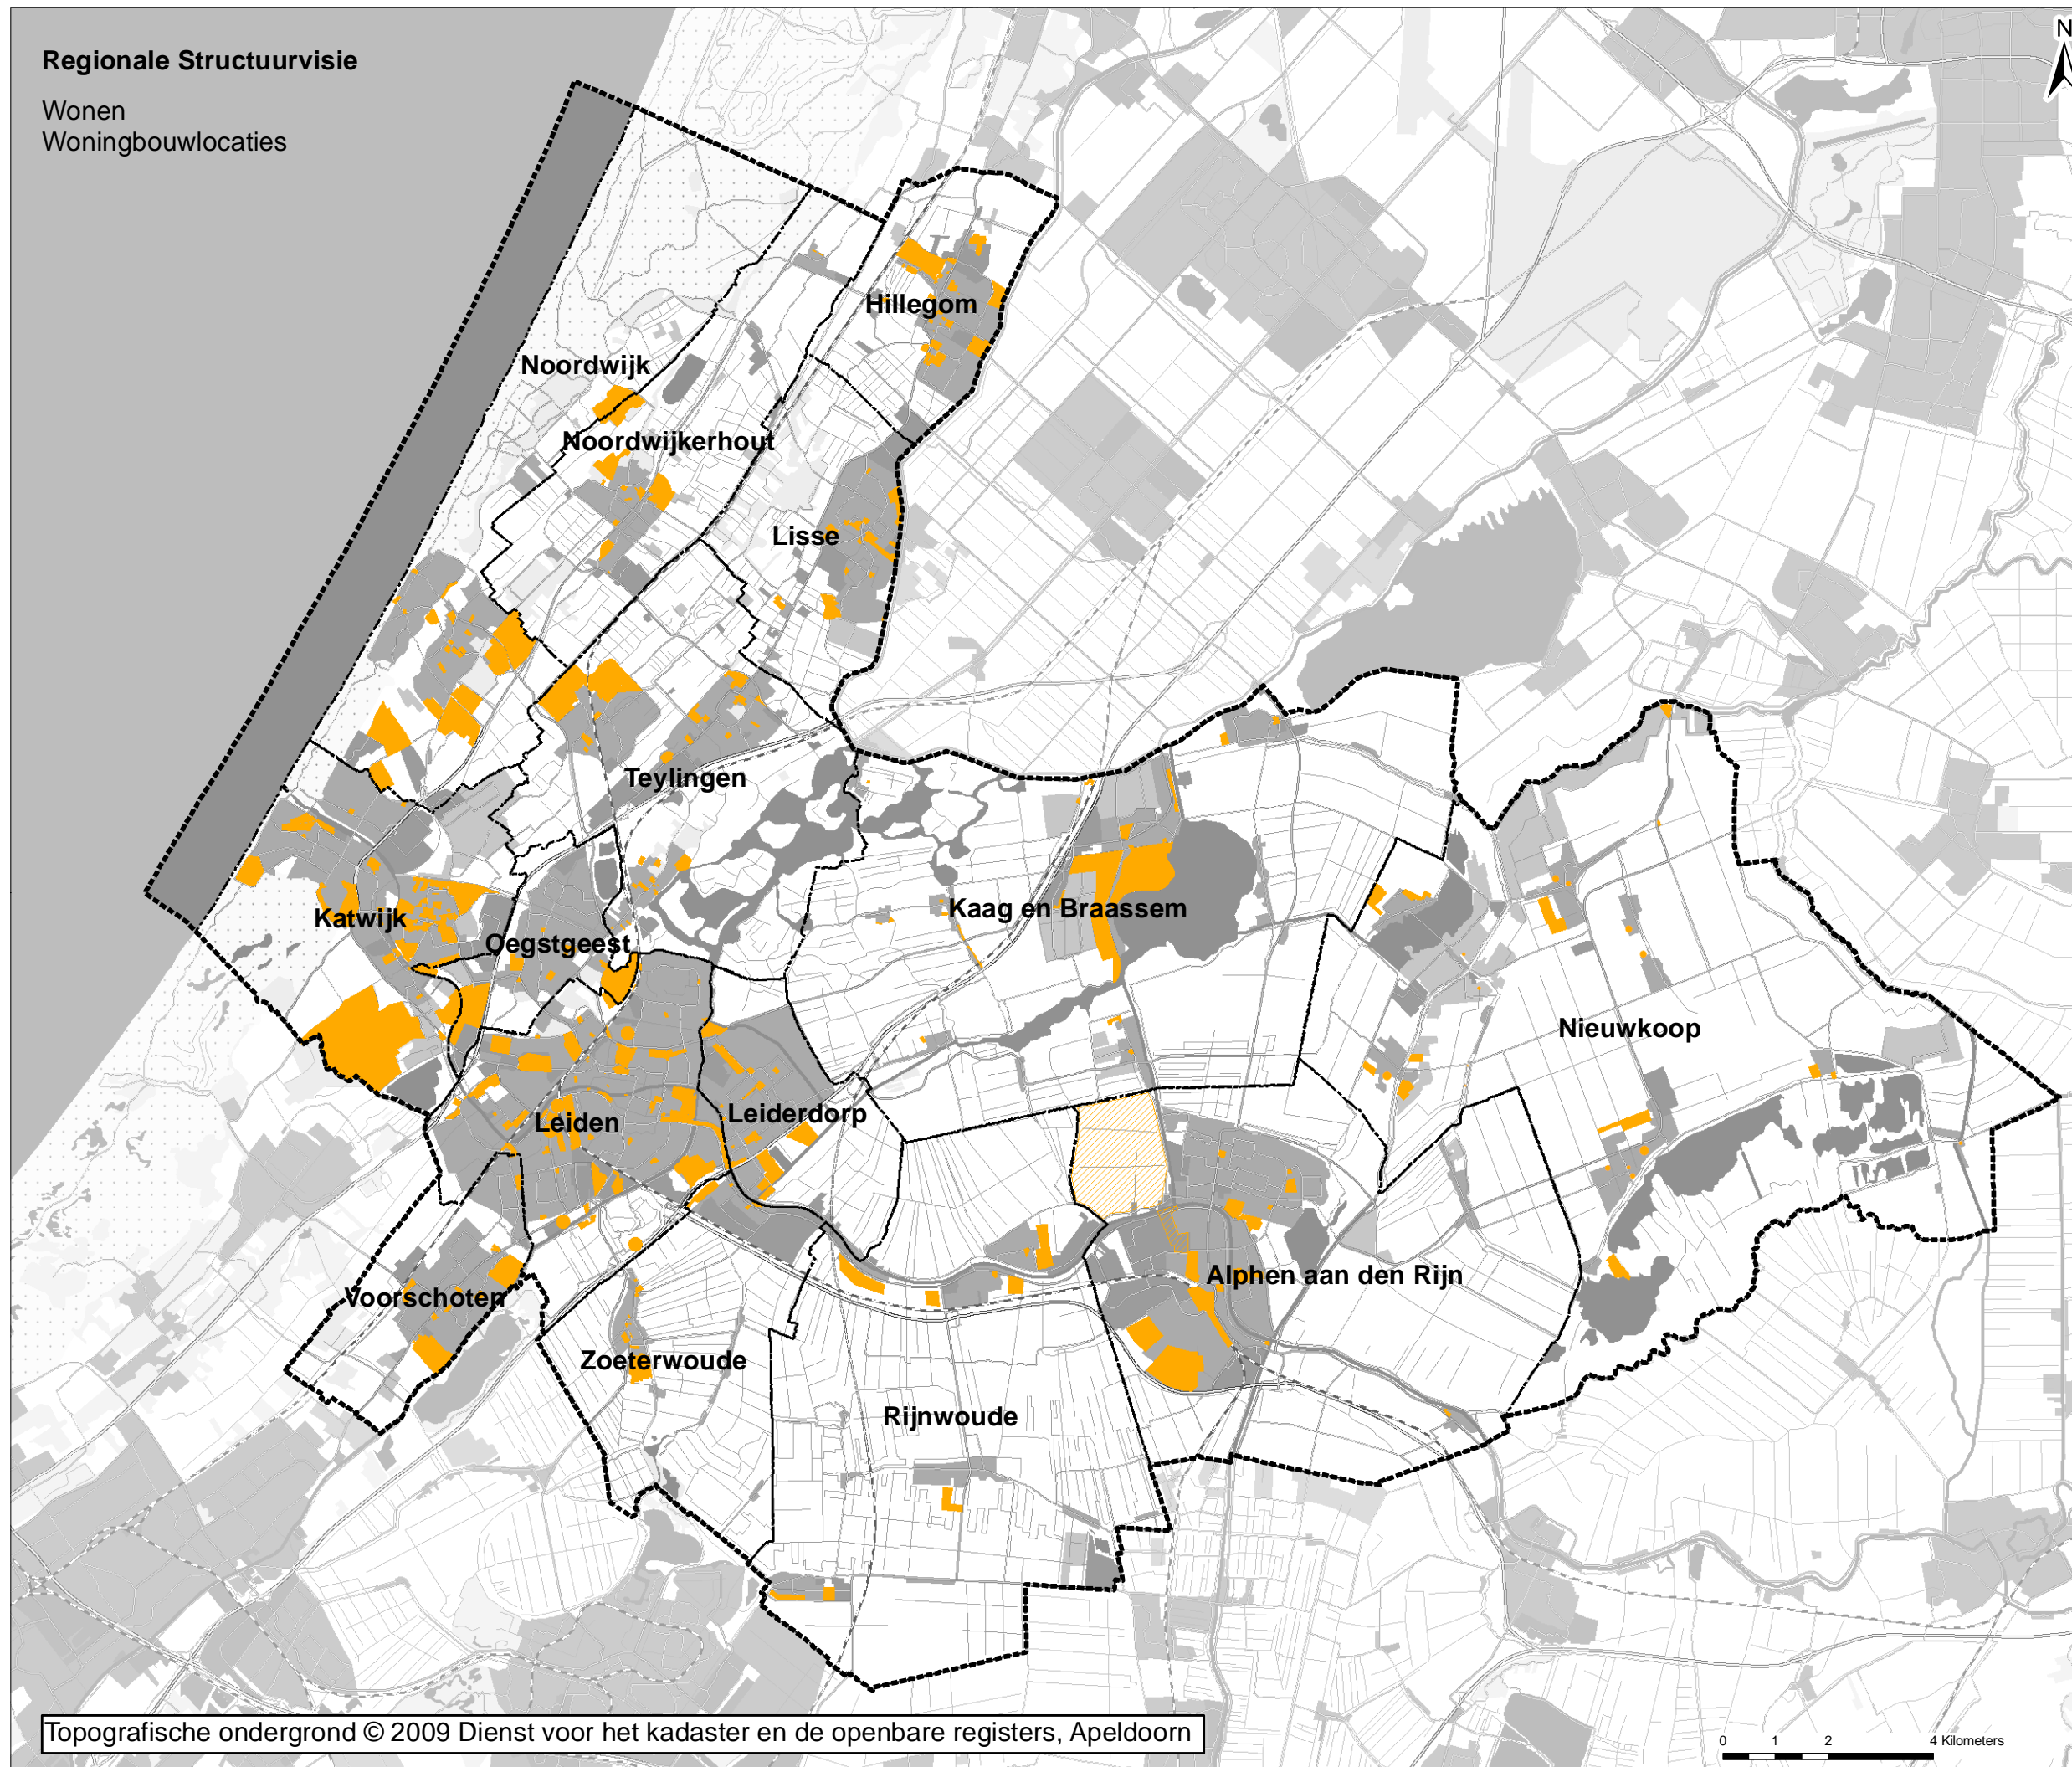 Regionale Structuurvisie
Wonen
Woningbouwlocaties
N
Hillegom
Noordwijk
Noordwijkerhout
Lisse
Teylingen
Kaag en Braassem
Katwijk
Oegstgeest
Nieuwkoop
Leiderdorp
Leiden
Alphen aan den Rijn
Voorschoten
Zoeterwoude
Rijnwoude
Topografische ondergrond © 2009 Dienst voor het kadaster en de openbare registers, Apeldoorn
0 1 2 4 Kilometers